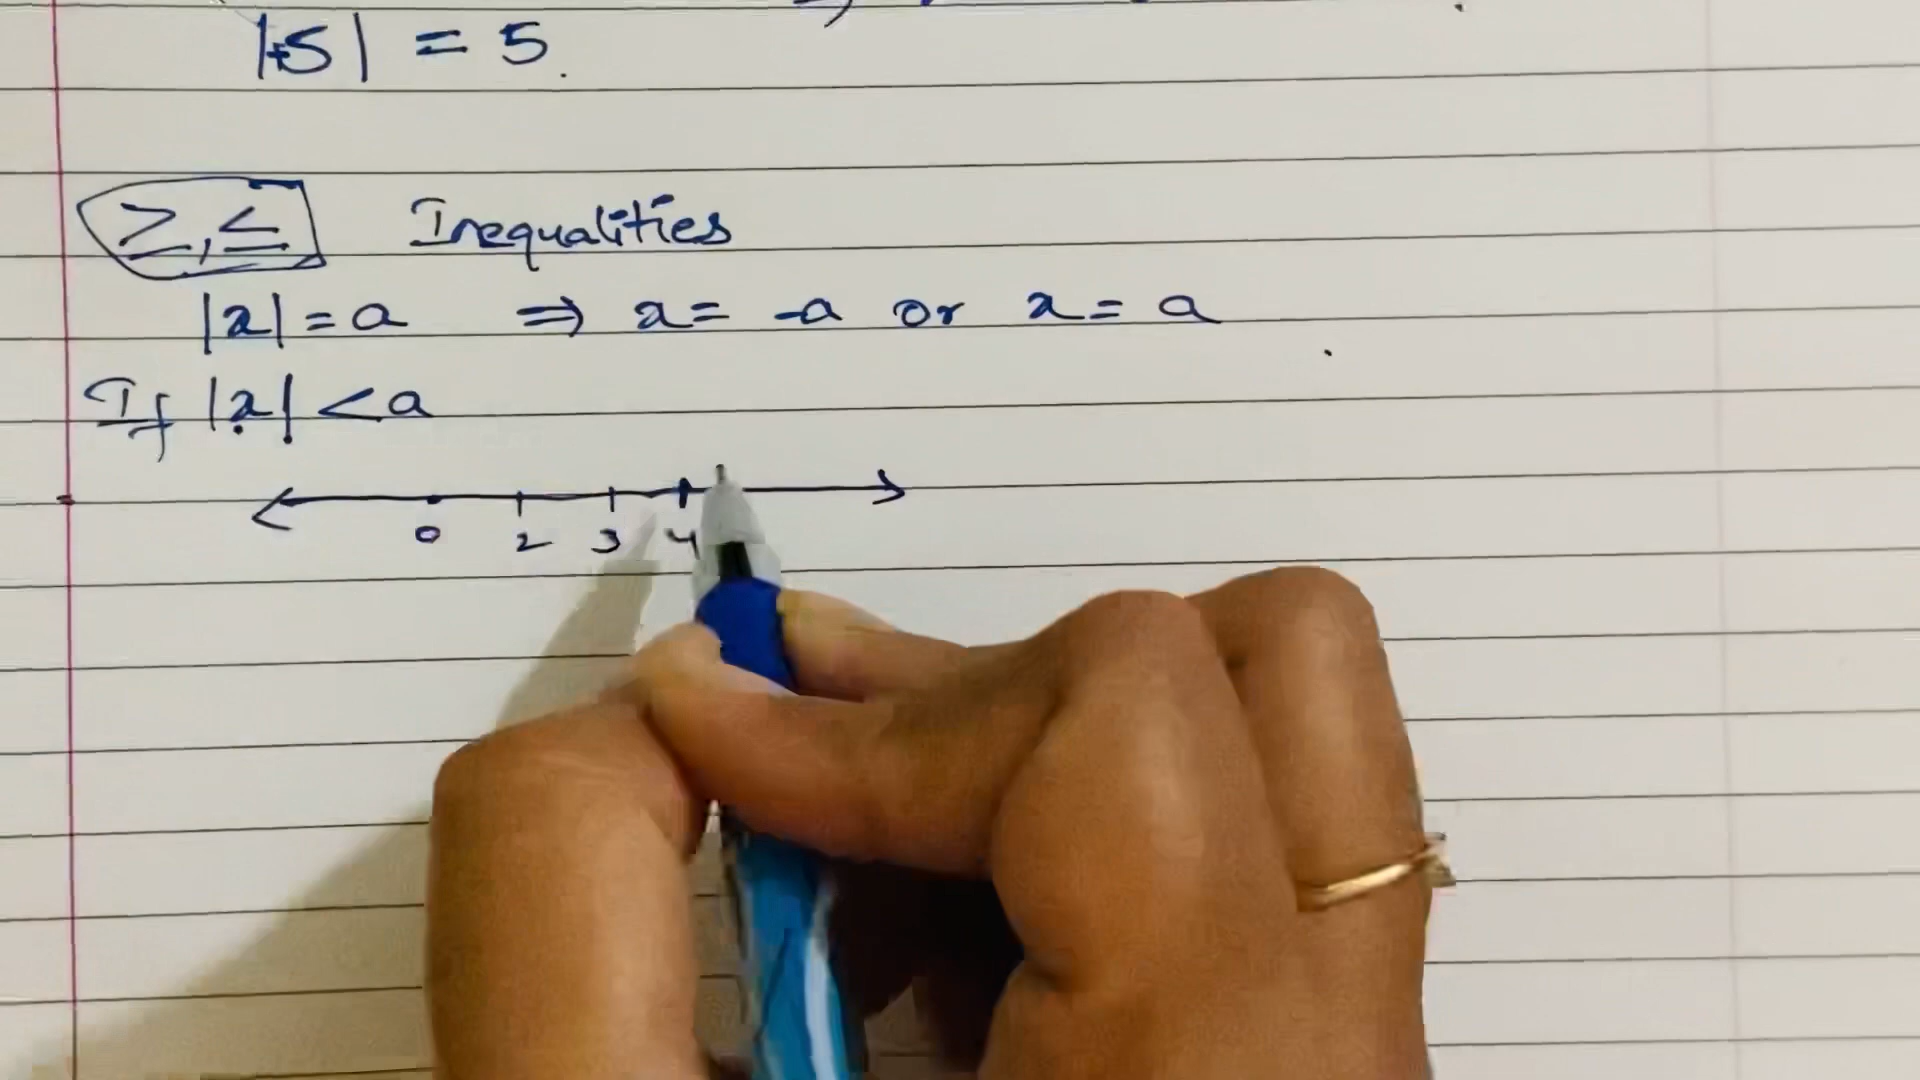 |+5| = 5.
≥, ≤ Inequalities
|x| = a ⇒ x = -a or x = a
If |x| < a
0 2 3 4